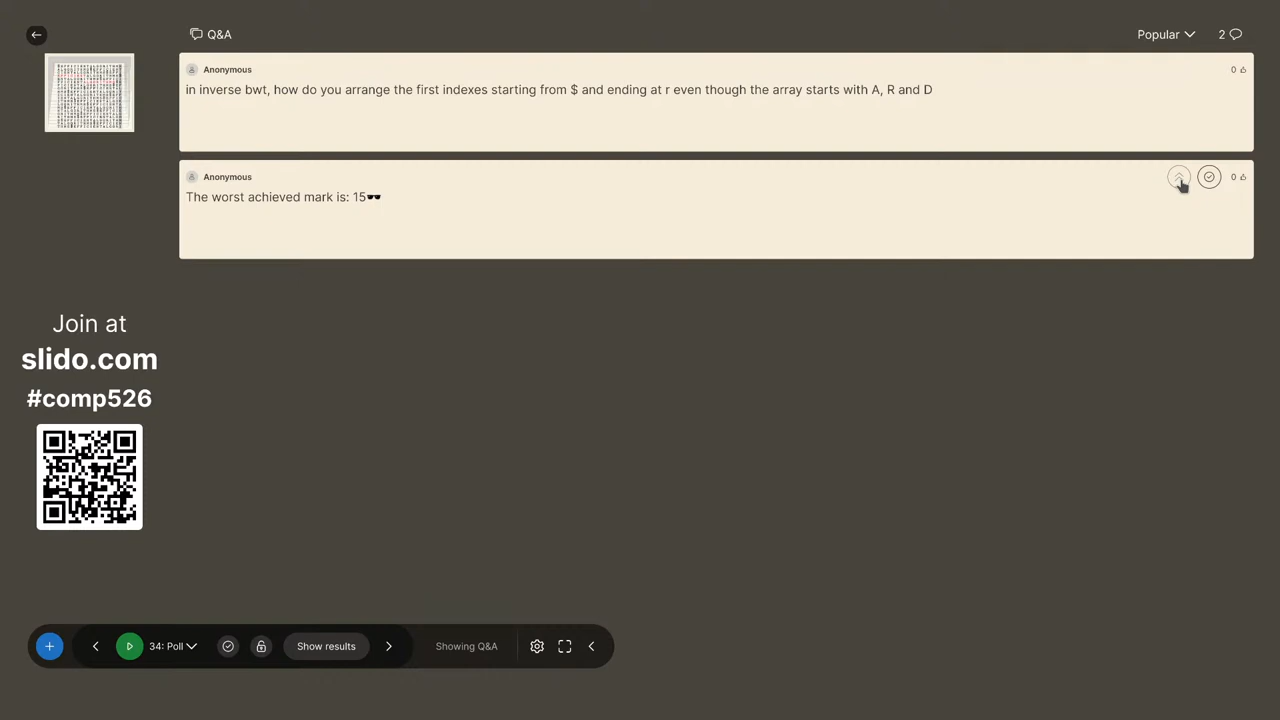 Q&A
Popular
2
Anonymous
0
in inverse bwt, how do you arrange the first indexes starting from $ and ending at r even though the array starts with A, R and D
Anonymous
0
The worst achieved mark is: 15🕶️
Join at
slido.com
#comp526
34: Poll
Show results
Showing Q&A